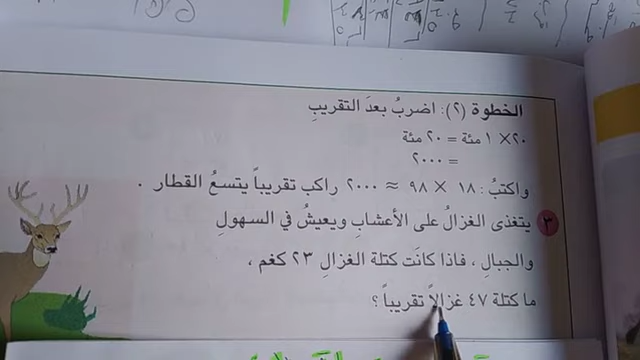 الخطوة (٢): اضربُ بعدَ التقريبِ
٢٠ × ١ مئة = ٢٠ مئة
= ٢٠٠٠
واكتبُ: ١٨ × ٩٨ ≈ ٢٠٠٠ راكب تقريباً يتسعُ القطار .
٣ يتغذى الغزالُ على الأعشابِ ويعيشُ في السهولِ
والجبالِ ، فاذا كانَت كتلة الغزالِ ٢٣ كغم ،
ما كتلة ٤٧ غزالاً تقريباً ؟